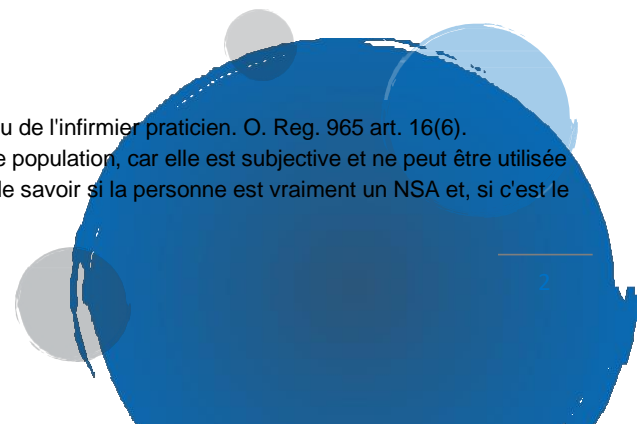 u de l'infirmier praticien. O. Reg. 965 art. 16(6).
e population, car elle est subjective et ne peut être utilisée
le savoir si la personne est vraiment un NSA et, si c'est le
2